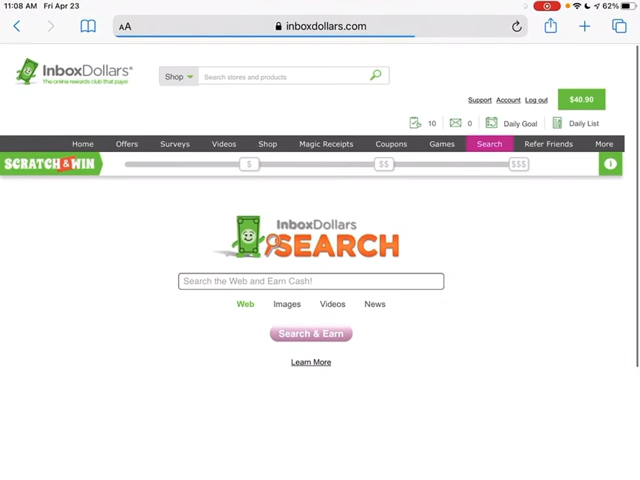 11:08 AM Fri Apr 23 62%
AA inboxdollars.com
InboxDollars®
The online rewards club that pays
Shop Search stores and products
Support Account Log out $40.90
10 0 Daily Goal Daily List
Home Offers Surveys Videos Shop Magic Receipts Coupons Games Search Refer Friends More
SCRATCH & WIN $ $$ $$$
InboxDollars
SEARCH
Search the Web and Earn Cash!
Web Images Videos News
Search & Earn
Learn More